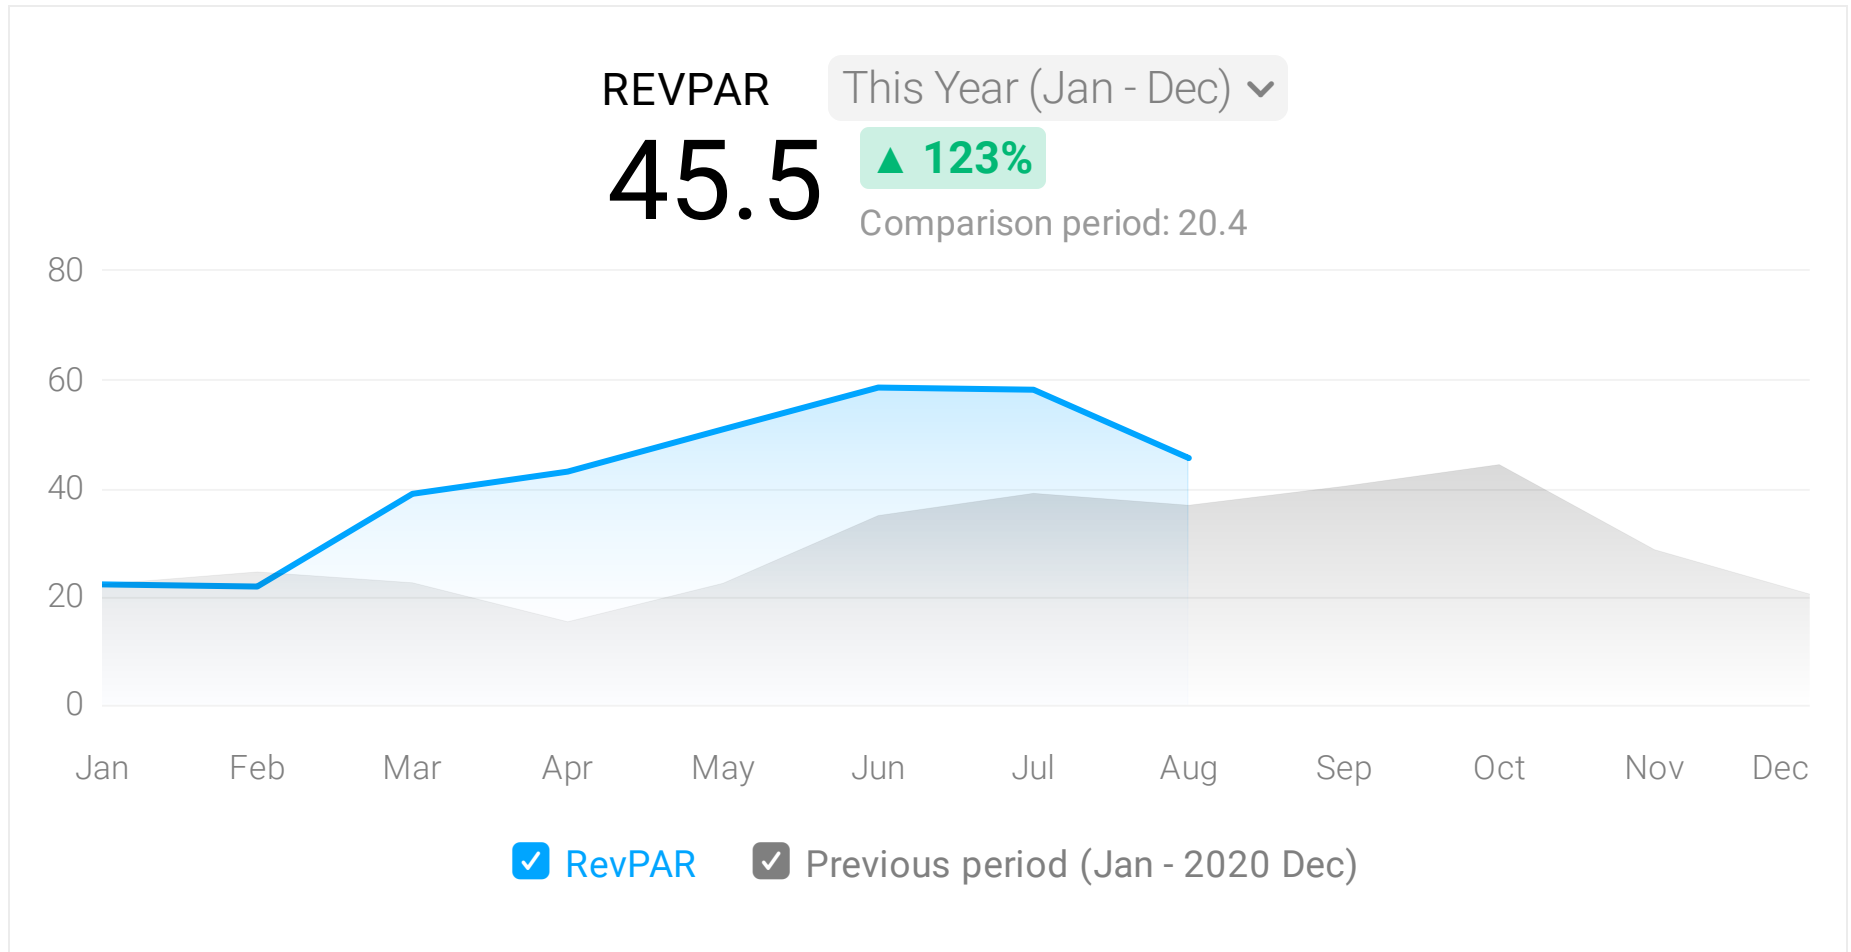 REVPAR This Year (Jan - Dec)
45.5 ▲ 123%
Comparison period: 20.4
80
60
40
20
0
Jan Feb Mar Apr May Jun Jul Aug Sep Oct Nov Dec
RevPAR Previous period (Jan - 2020 Dec)